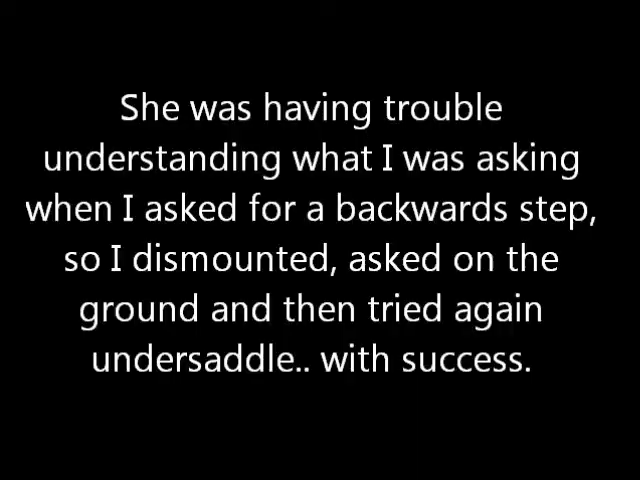 She was having trouble
understanding what I was asking
when I asked for a backwards step,
so I dismounted, asked on the
ground and then tried again
undersaddle.. with success.